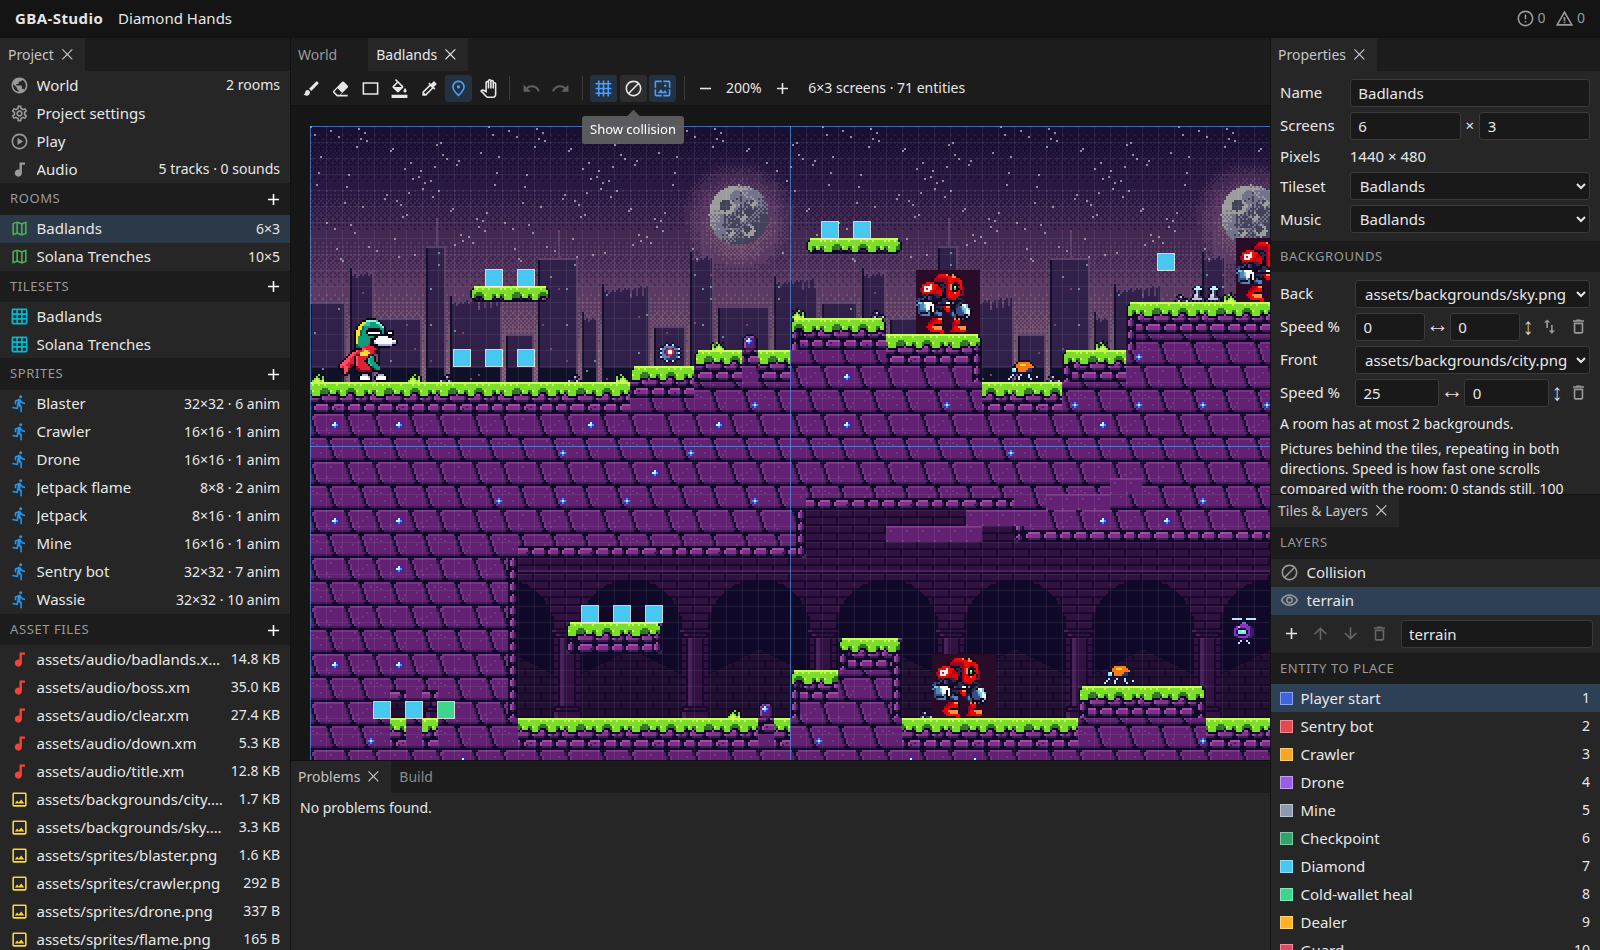 GBA-Studio Diamond Hands 0 0
Project
World 2 rooms
Project settings
Play
Audio 5 tracks · 0 sounds
ROOMS
Badlands 6×3
Solana Trenches 10×5
TILESETS
Badlands
Solana Trenches
SPRITES
Blaster 32×32 · 6 anim
Crawler 16×16 · 1 anim
Drone 16×16 · 1 anim
Jetpack flame 8×8 · 2 anim
Jetpack 8×16 · 1 anim
Mine 16×16 · 1 anim
Sentry bot 32×32 · 7 anim
Wassie 32×32 · 10 anim
ASSET FILES
assets/audio/badlands.x... 14.8 KB
assets/audio/boss.xm 35.0 KB
assets/audio/clear.xm 27.4 KB
assets/audio/down.xm 5.3 KB
assets/audio/title.xm 12.8 KB
assets/backgrounds/city.... 1.7 KB
assets/backgrounds/sky.... 3.3 KB
assets/sprites/blaster.png 1.6 KB
assets/sprites/crawler.png 292 B
assets/sprites/drone.png 337 B
assets/sprites/flame.png 165 B
World Badlands
200% 6×3 screens · 71 entities
Show collision
Problems Build
No problems found.
Properties
Name Badlands
Screens 6 × 3
Pixels 1440 × 480
Tileset Badlands
Music Badlands
BACKGROUNDS
Back assets/backgrounds/sky.png
Speed % 0 ↔ 0 ↕
Front assets/backgrounds/city.png
Speed % 25 ↔ 0 ↕
A room has at most 2 backgrounds.
Pictures behind the tiles, repeating in both
directions. Speed is how fast one scrolls
compared with the room: 0 stands still, 100
Tiles & Layers
LAYERS
Collision
terrain
terrain
ENTITY TO PLACE
Player start 1
Sentry bot 2
Crawler 3
Drone 4
Mine 5
Checkpoint 6
Diamond 7
Cold-wallet heal 8
Dealer 9
Guard 10